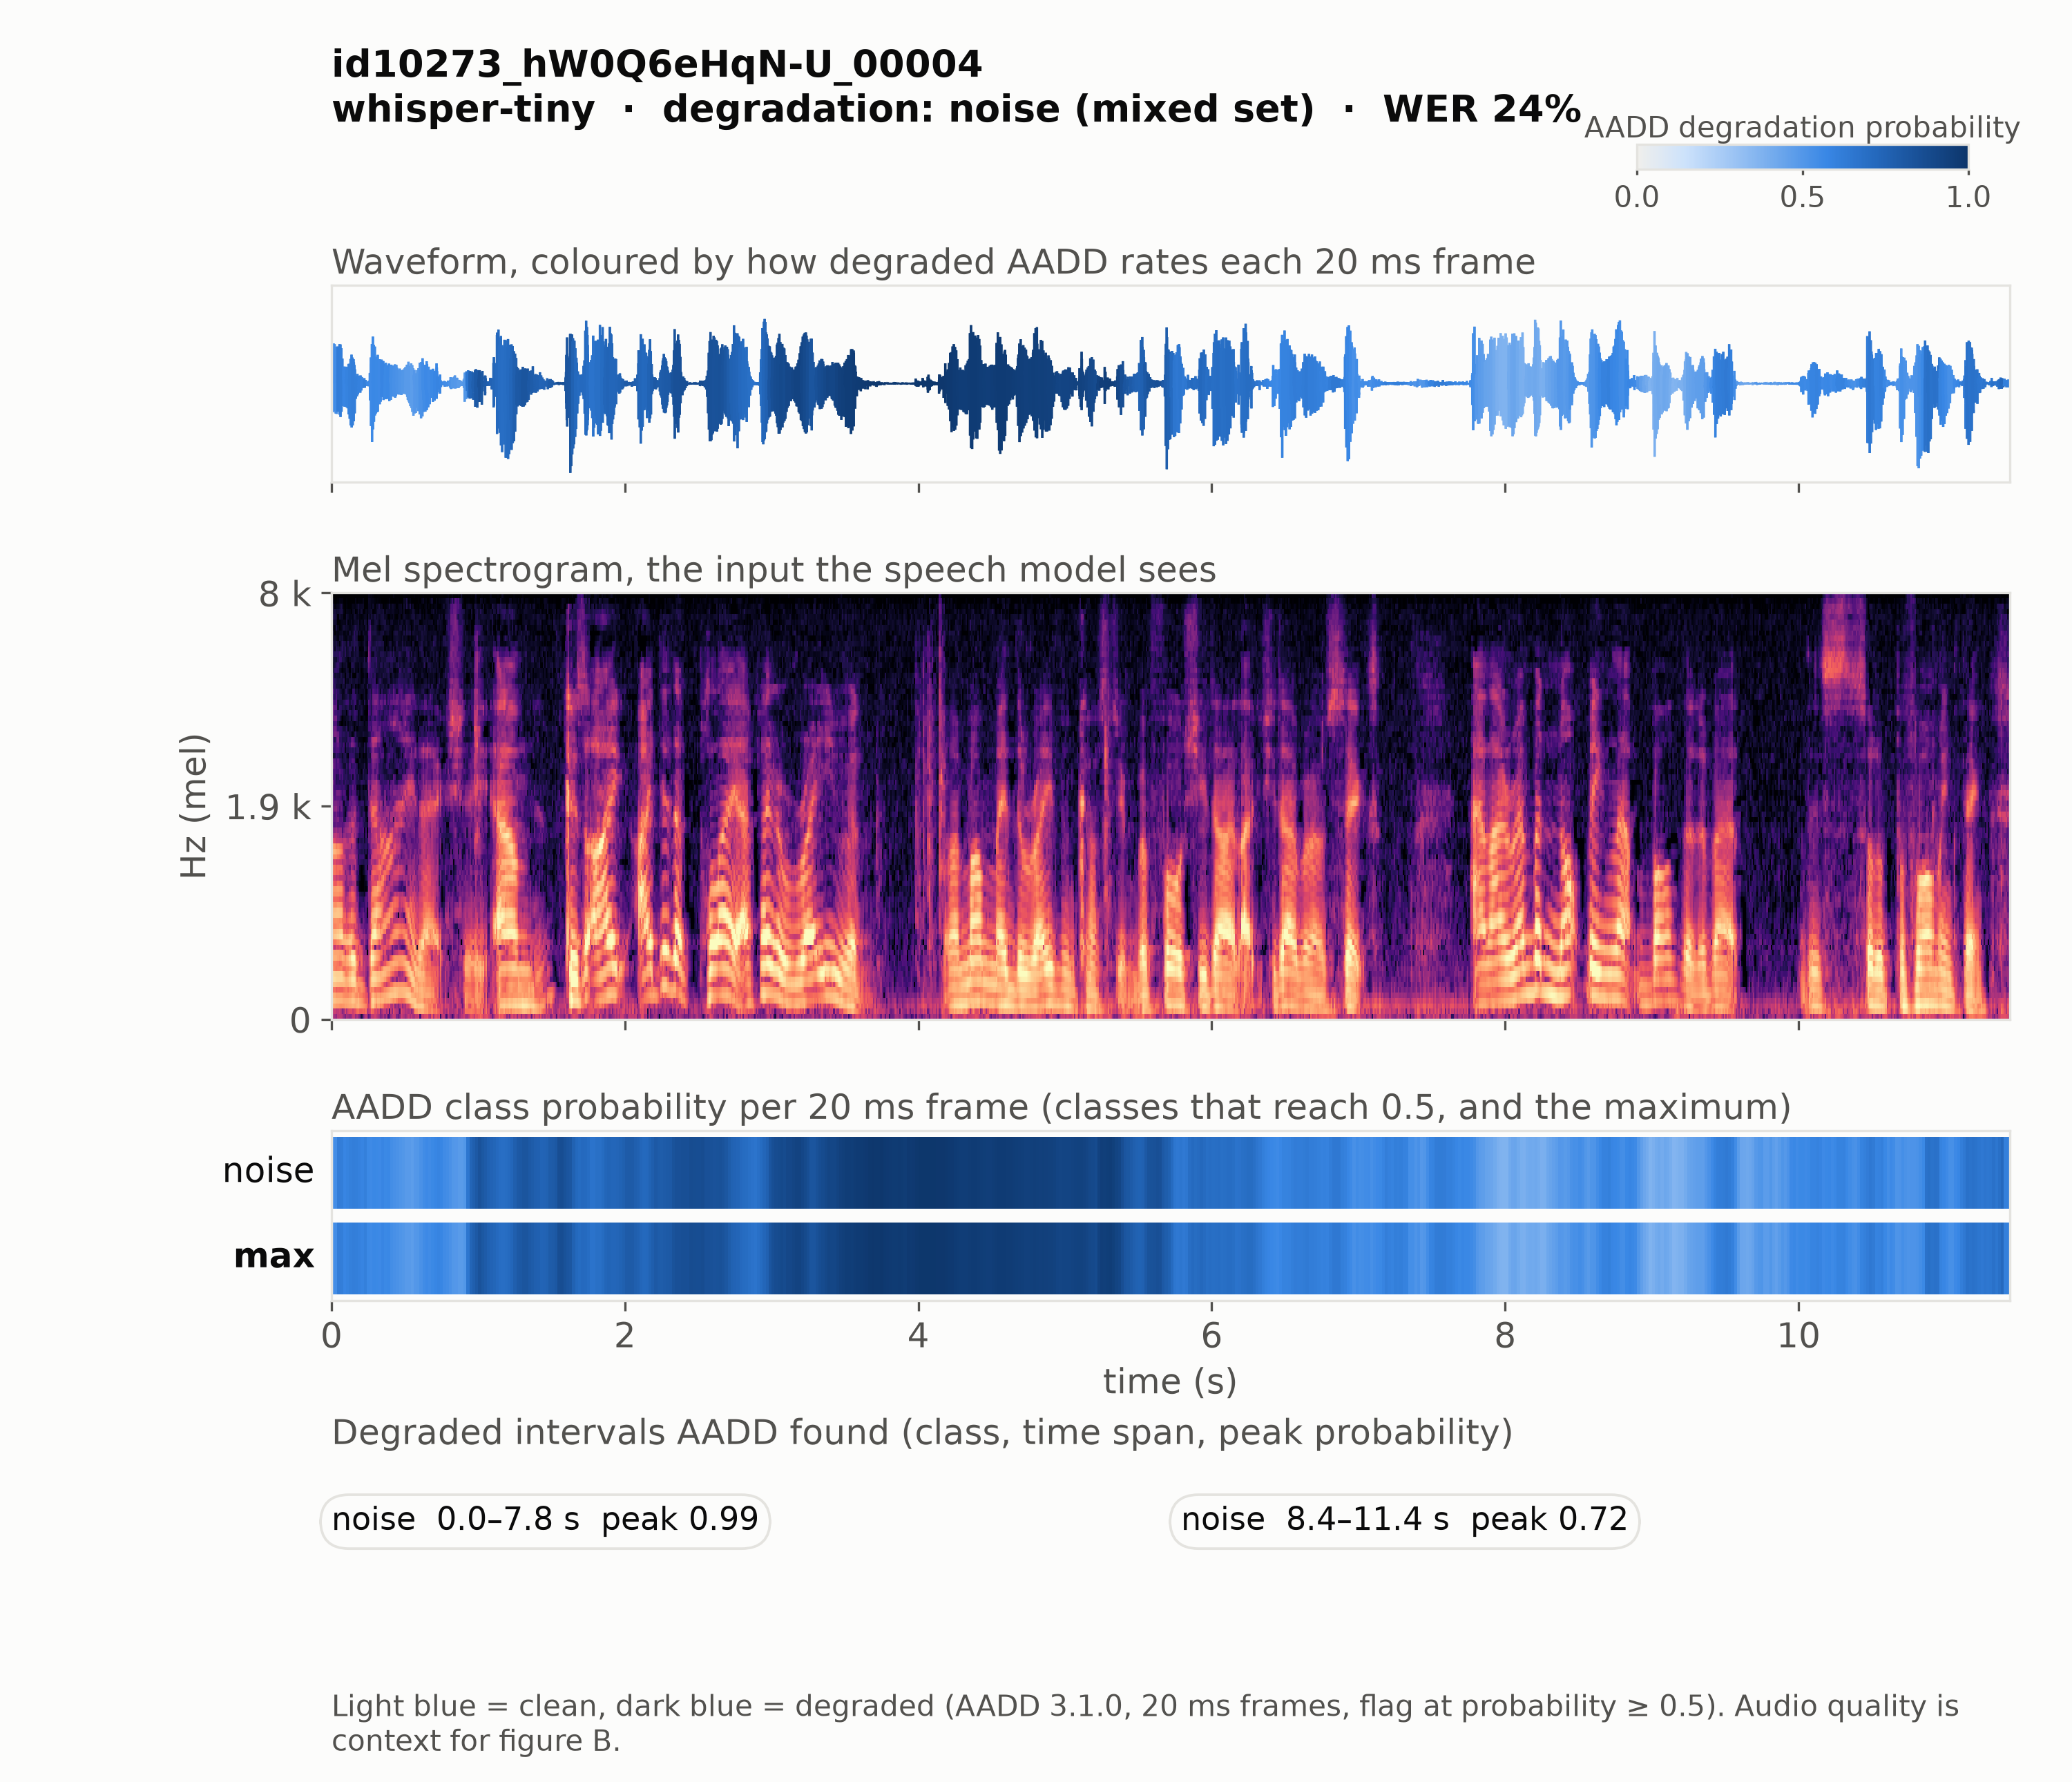 id10273_hW0Q6eHqN-U_00004
whisper-tiny · degradation: noise (mixed set) · WER 24%
AADD degradation probability
0.0 0.5 1.0
Waveform, coloured by how degraded AADD rates each 20 ms frame
Mel spectrogram, the input the speech model sees
8 k
1.9 k
0
Hz (mel)
AADD class probability per 20 ms frame (classes that reach 0.5, and the maximum)
noise
max
0 2 4 6 8 10
time (s)
Degraded intervals AADD found (class, time span, peak probability)
noise 0.0–7.8 s peak 0.99
noise 8.4–11.4 s peak 0.72
Light blue = clean, dark blue = degraded (AADD 3.1.0, 20 ms frames, flag at probability ≥ 0.5). Audio quality is
context for figure B.